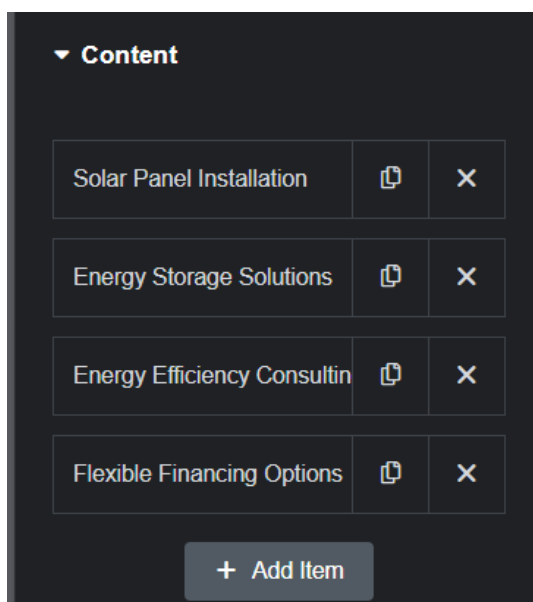 Content
Solar Panel Installation
Energy Storage Solutions
Energy Efficiency Consultin
Flexible Financing Options
+ Add Item